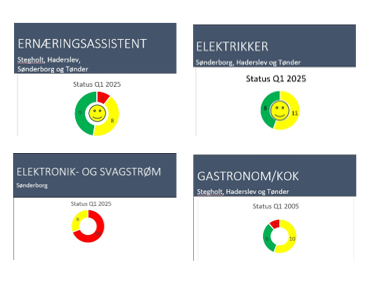 ERNÆRINGSASSISTENT
Stegholt, Haderslev,
Sønderborg og Tønder
Status Q1 2025
8
ELEKTRIKKER
Sønderborg, Haderslev og Tønder
Status Q1 2025
8
11
ELEKTRONIK- OG SVAGSTRØM
Sønderborg
Status Q1 2025
GASTRONOM/KOK
Stegholt, Haderslev og Tønder
Status Q1 2005
10